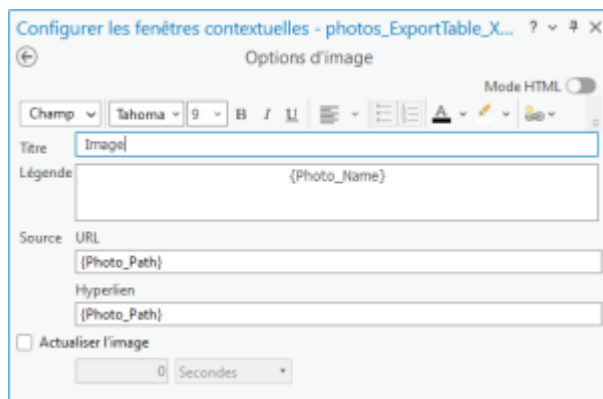 Configurer les fenêtres contextuelles - photos_ExportTable_X...
Options d'image
Mode HTML
Champ Tahoma 9 B I U A
Titre Image
Légende {Photo_Name}
Source URL
{Photo_Path}
Hyperlien
{Photo_Path}
Actualiser l'image
0 Secondes